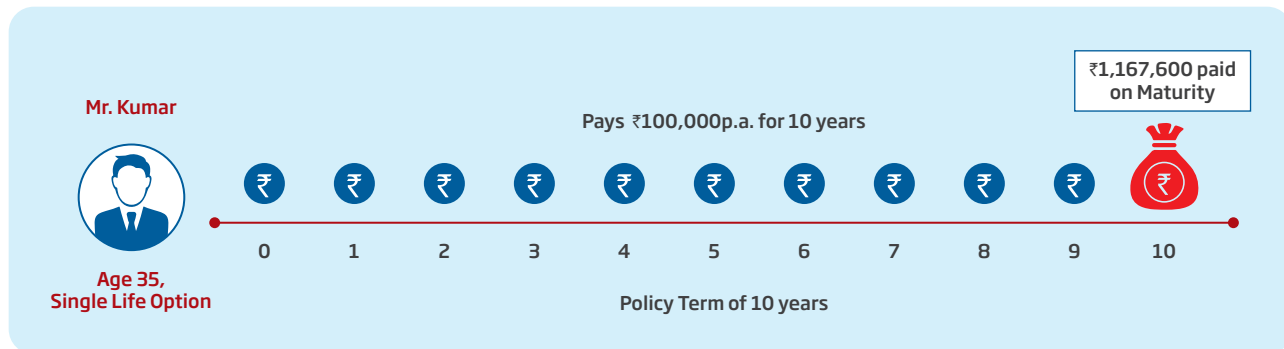 ₹1,167,600 paid
on Maturity
Mr. Kumar
Pays ₹100,000p.a. for 10 years
₹ ₹ ₹ ₹ ₹ ₹ ₹ ₹ ₹ ₹ ₹
0 1 2 3 4 5 6 7 8 9 10
Age 35,
Single Life Option
Policy Term of 10 years